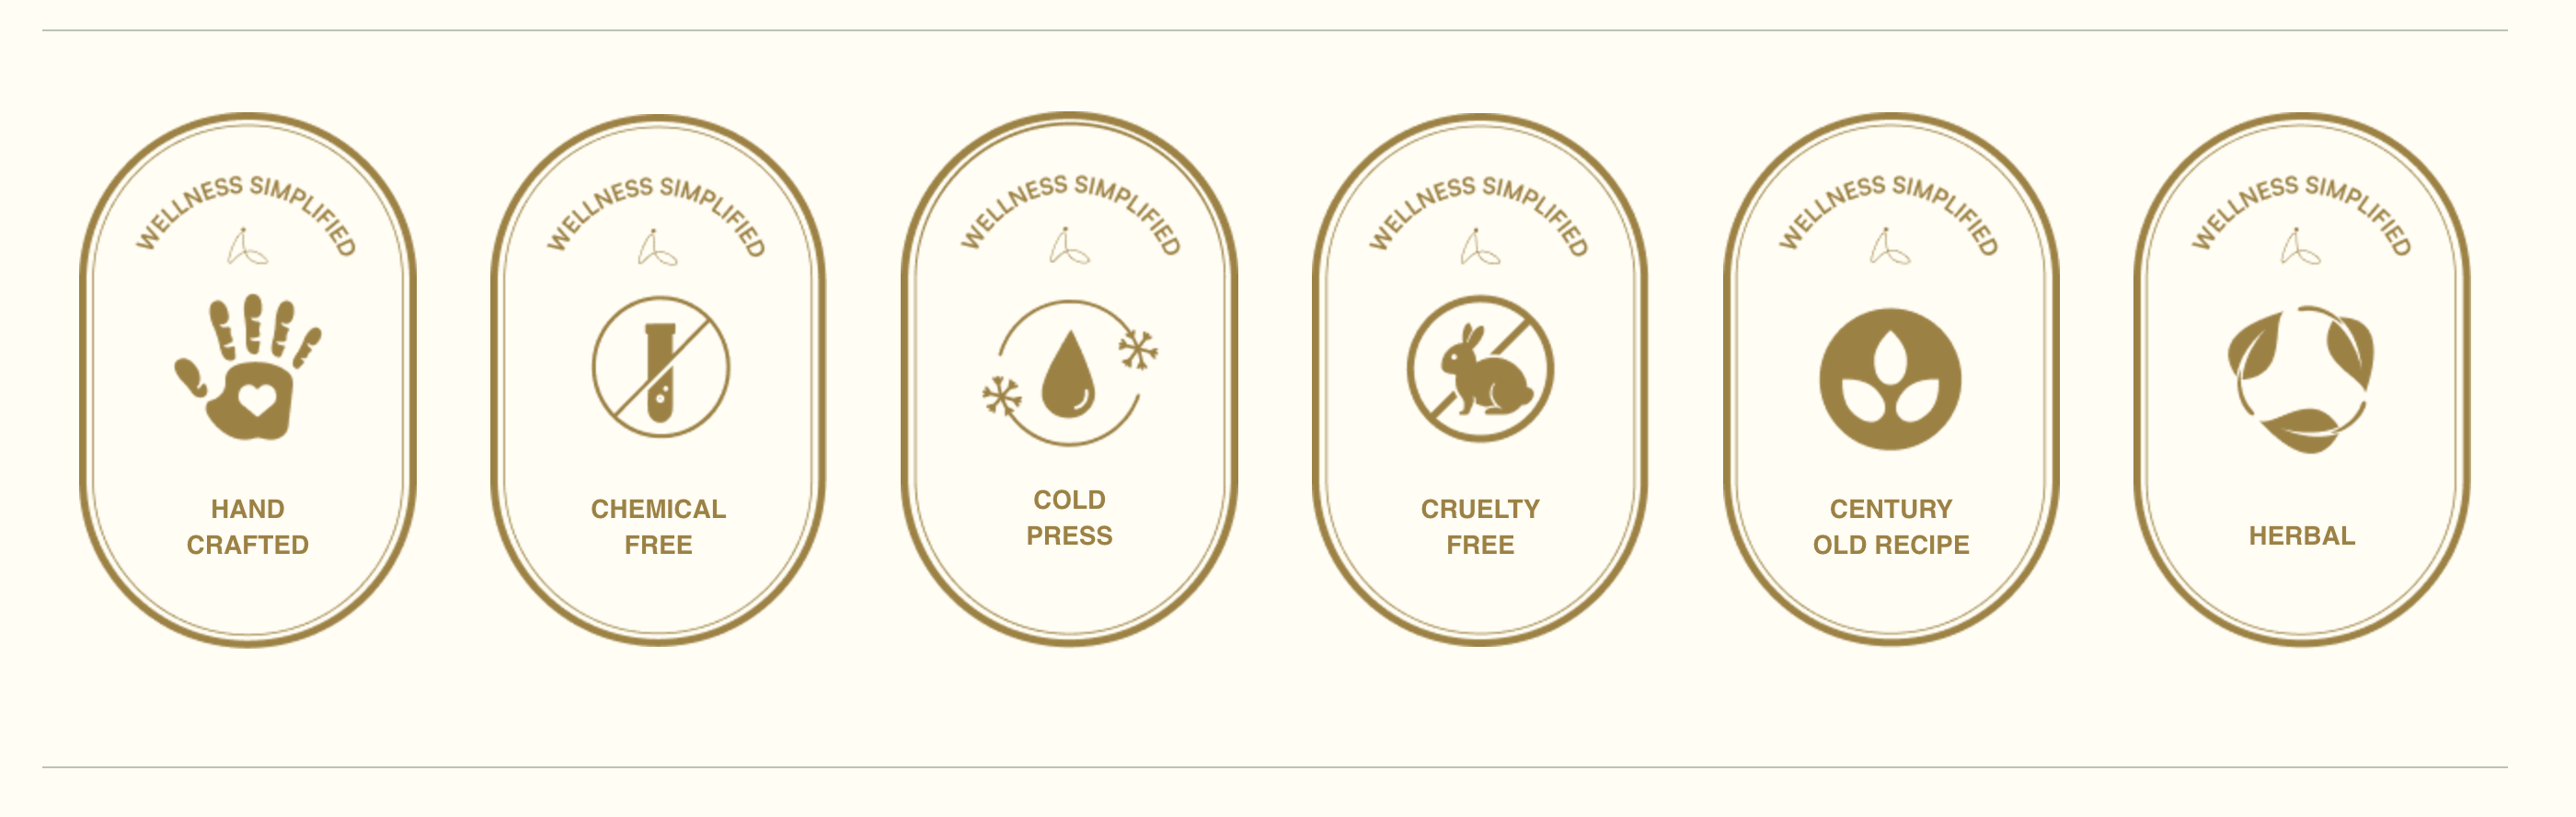 WELLNESS SIMPLIFIED
HAND
CRAFTED
WELLNESS SIMPLIFIED
CHEMICAL
FREE
WELLNESS SIMPLIFIED
COLD
PRESS
WELLNESS SIMPLIFIED
CRUELTY
FREE
WELLNESS SIMPLIFIED
CENTURY
OLD RECIPE
WELLNESS SIMPLIFIED
HERBAL